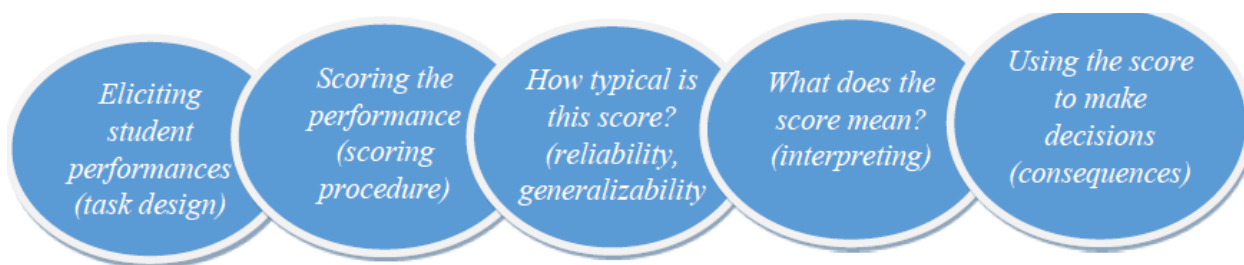 Eliciting
student
performances
(task design)
Scoring the
performance
(scoring
procedure)
How typical is
this score?
(reliability,
generalizability
What does the
score mean?
(interpreting)
Using the score
to make
decisions
(consequences)